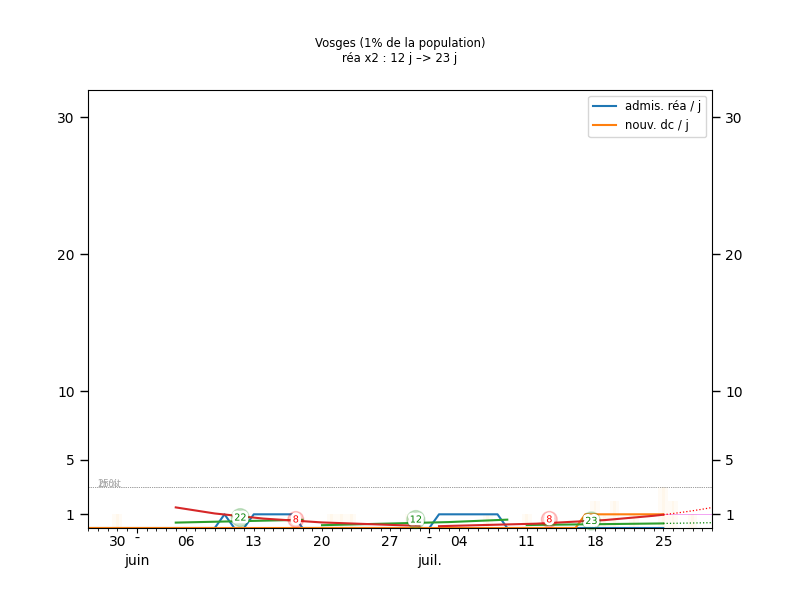 Vosges (1% de la population)
réa x2 : 12 j –> 23 j
admis. réa / j
nouv. dc / j
30 30
20 20
10 10
5 5
1 1
22 8 12 8 23
30 - 06 13 20 27 - 04 11 18 25
juin juil.